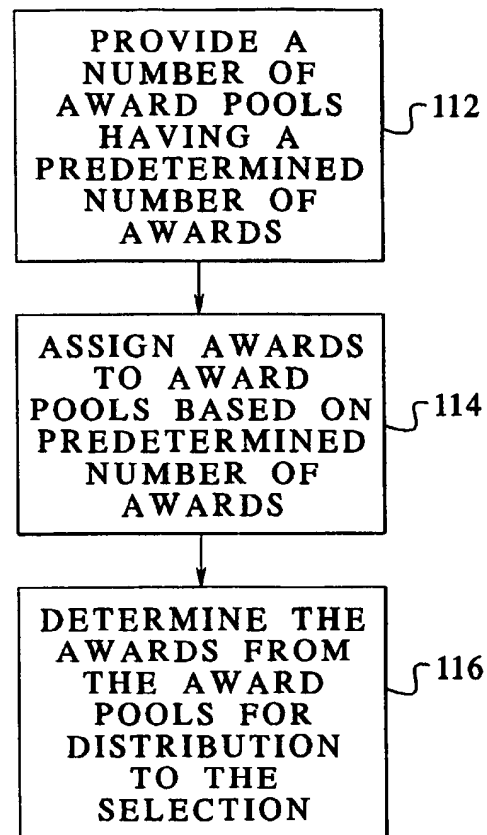 PROVIDE A
NUMBER OF
AWARD POOLS
HAVING A
PREDETERMINED
NUMBER OF
AWARDS
112
ASSIGN AWARDS
TO AWARD
POOLS BASED ON
PREDETERMINED
NUMBER OF
AWARDS
114
DETERMINE THE
AWARDS FROM
THE AWARD
POOLS FOR
DISTRIBUTION
TO THE
SELECTION
116